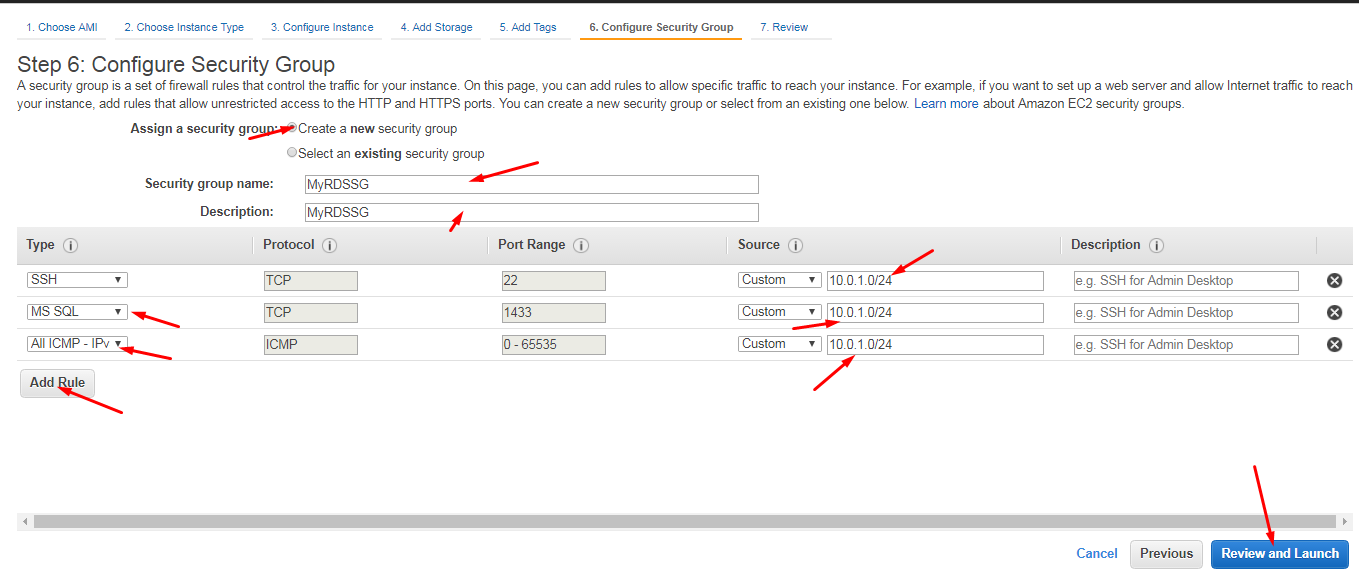 1. Choose AMI 2. Choose Instance Type 3. Configure Instance 4. Add Storage 5. Add Tags 6. Configure Security Group 7. Review
Step 6: Configure Security Group
A security group is a set of firewall rules that control the traffic for your instance. On this page, you can add rules to allow specific traffic to reach your instance. For example, if you want to set up a web server and allow Internet traffic to reach
your instance, add rules that allow unrestricted access to the HTTP and HTTPS ports. You can create a new security group or select from an existing one below. Learn more about Amazon EC2 security groups.
Assign a security group: Create a new security group
Select an existing security group
Security group name: MyRDSSG
Description: MyRDSSG
Type i Protocol i Port Range i Source i Description i
SSH TCP 22 Custom 10.0.1.0/24 e.g. SSH for Admin Desktop
MS SQL TCP 1433 Custom 10.0.1.0/24 e.g. SSH for Admin Desktop
All ICMP - IPv ICMP 0 - 65535 Custom 10.0.1.0/24 e.g. SSH for Admin Desktop
Add Rule
Cancel Previous Review and Launch